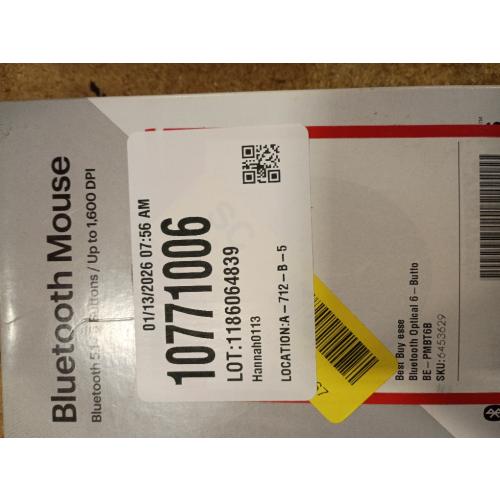 Bluetooth Mouse
Bluetooth 5.1 / Buttons / Up to 1,600 DPI
01/13/2026 07:56 AM
10771006
LOT:1186064839
Hannah0113
LOCATION:A-712-B-5
Best Buy esse
Bluetooth Optical 6-Butto
BE-PMBT6B
SKU:6453629